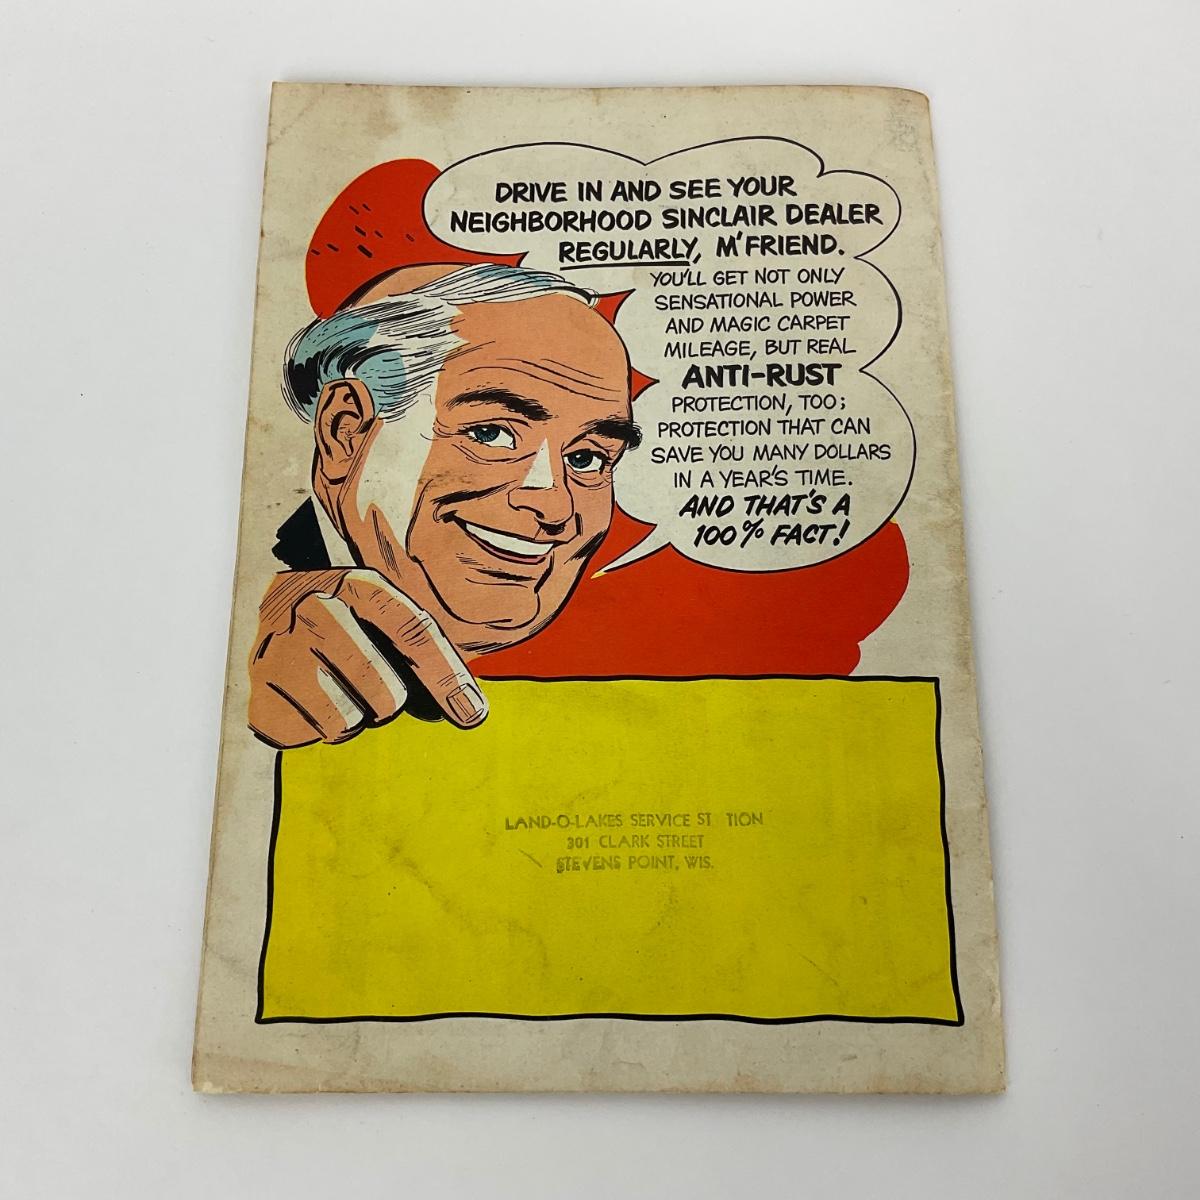 DRIVE IN AND SEE YOUR
NEIGHBORHOOD SINCLAIR DEALER
REGULARLY, M'FRIEND.
YOU'LL GET NOT ONLY
SENSATIONAL POWER
AND MAGIC CARPET
MILEAGE, BUT REAL
ANTI-RUST
PROTECTION, TOO;
PROTECTION THAT CAN
SAVE YOU MANY DOLLARS
IN A YEAR'S TIME.
AND THAT'S A
100% FACT!
LAND-O-LAKES SERVICE ST TION
301 CLARK STREET
STEVENS POINT, WIS.